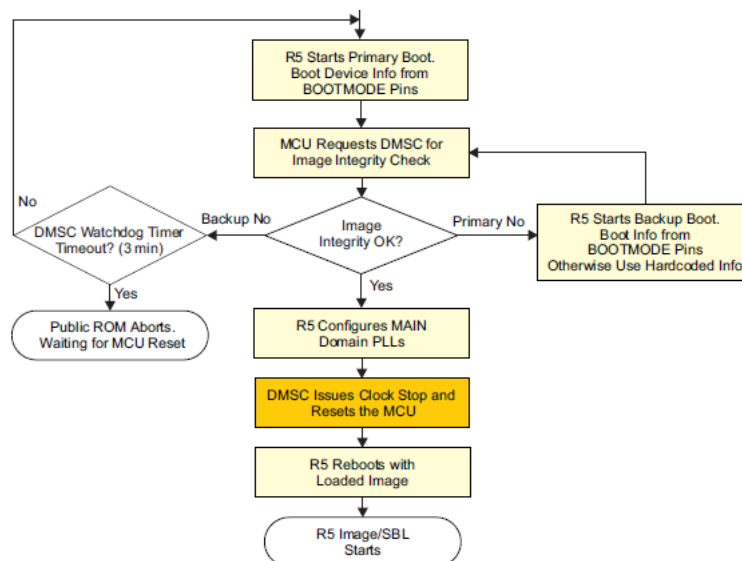 R5 Starts Primary Boot.
Boot Device Info from
BOOTMODE Pins
MCU Requests DMSC for
Image Integrity Check
No
DMSC Watchdog Timer
Timeout? (3 min)
Backup No
Image
Integrity OK?
Primary No
R5 Starts Backup Boot.
Boot Info from
BOOTMODE Pins
Otherwise Use Hardcoded Info
Yes
Yes
Public ROM Aborts.
Waiting for MCU Reset
R5 Configures MAIN
Domain PLLs
DMSC Issues Clock Stop and
Resets the MCU
R5 Reboots with
Loaded Image
R5 Image/SBL
Starts